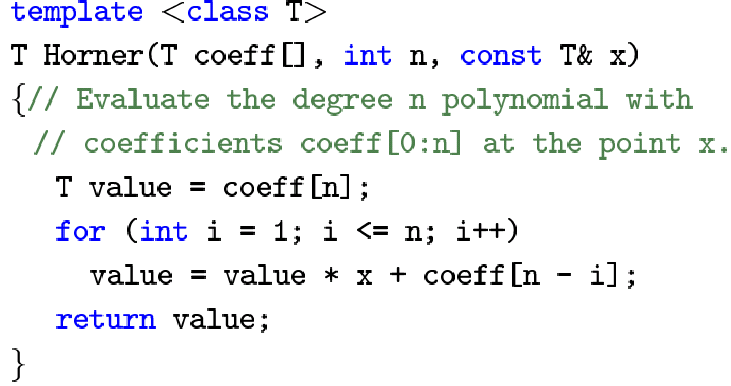 template <class T>
T Horner(T coeff[], int n, const T& x)
{// Evaluate the degree n polynomial with
// coefficients coeff[0:n] at the point x.
T value = coeff[n];
for (int i = 1; i <= n; i++)
value = value * x + coeff[n - i];
return value;
}